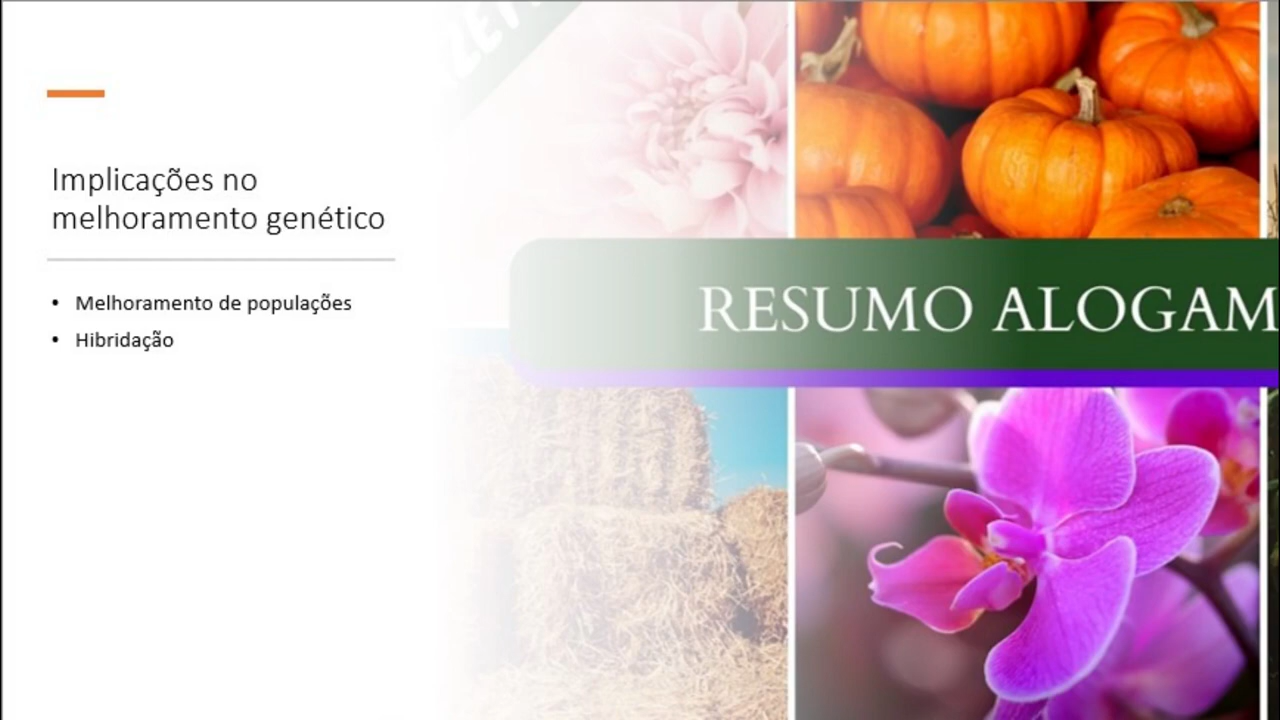 Implicações no
melhoramento genético
• Melhoramento de populações
• Hibridação
RESUMO ALOGAM